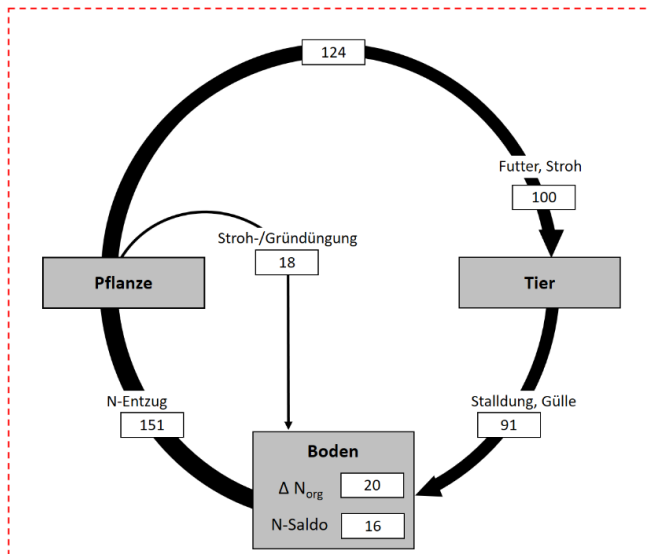 124
Futter, Stroh
100
Stroh-/Gründüngung
18
Pflanze
Tier
N-Entzug
151
Stalldung, Gülle
91
Boden
Δ Norg 20
N-Saldo 16